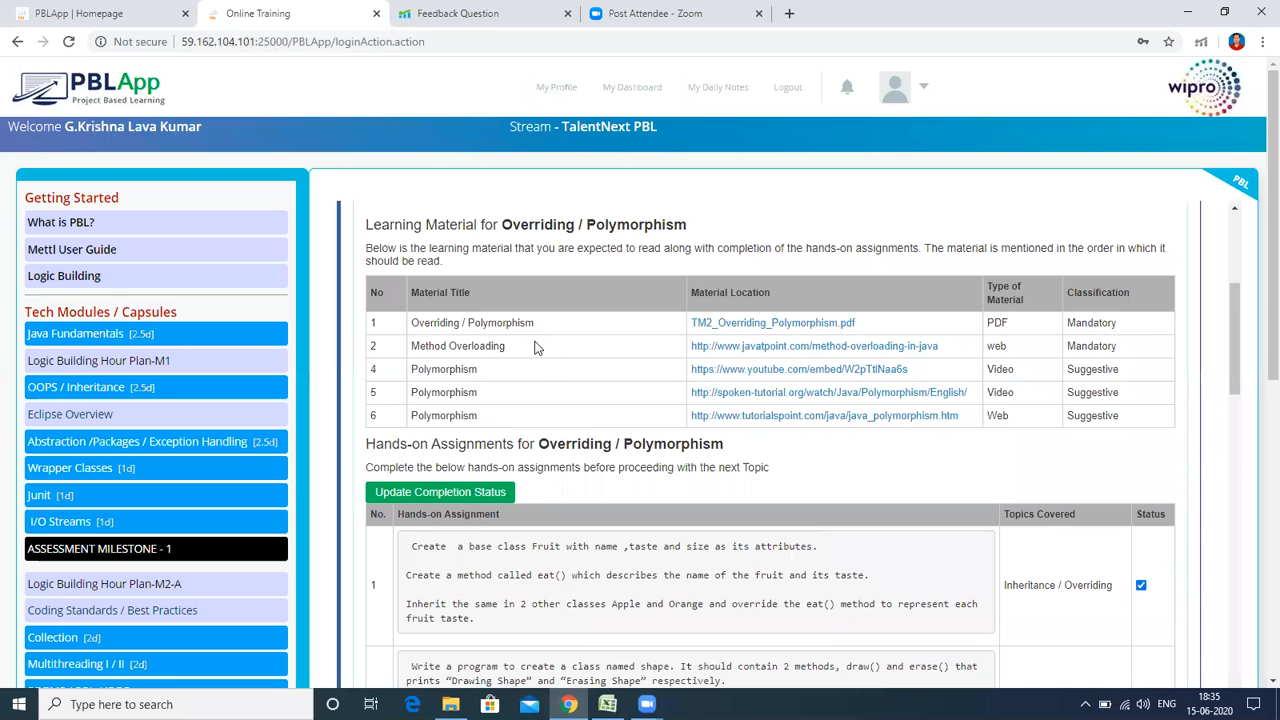 PBLApp | Homepage
Online Training
Feedback Question
Post Attendee - Zoom
Not secure | 59.162.104.101:25000/PBLApp/loginAction.action
PBLApp
Project Based Learning
My Profile
My Dashboard
My Daily Notes
Logout
wipro
Welcome G.Krishna Lava Kumar
Stream - TalentNext PBL
PBL
Getting Started
What is PBL?
Mettl User Guide
Logic Building
Tech Modules / Capsules
Java Fundamentals [2.5d]
Logic Building Hour Plan-M1
OOPS / Inheritance [2.5d]
Eclipse Overview
Abstraction /Packages / Exception Handling [2.5d]
Wrapper Classes [1d]
Junit [1d]
I/O Streams [1d]
ASSESSMENT MILESTONE - 1
Logic Building Hour Plan-M2-A
Coding Standards / Best Practices
Collection [2d]
Multithreading I / II [2d]
Learning Material for Overriding / Polymorphism
Below is the learning material that you are expected to read along with completion of the hands-on assignments. The material is mentioned in the order in which it
should be read.
No Material Title Material Location Type of Material Classification
1 Overriding / Polymorphism TM2_Overriding_Polymorphism.pdf PDF Mandatory
2 Method Overloading http://www.javatpoint.com/method-overloading-in-java web Mandatory
4 Polymorphism https://www.youtube.com/embed/W2pTtlNaa6s Video Suggestive
5 Polymorphism http://spoken-tutorial.org/watch/Java/Polymorphism/English/ Video Suggestive
6 Polymorphism http://www.tutorialspoint.com/java/java_polymorphism.htm Web Suggestive
Hands-on Assignments for Overriding / Polymorphism
Complete the below hands-on assignments before proceeding with the next Topic
Update Completion Status
No. Hands-on Assignment Topics Covered Status
Create a base class Fruit with name ,taste and size as its attributes.
Create a method called eat() which describes the name of the fruit and its taste.
1 Inheritance / Overriding
Inherit the same in 2 other classes Apple and Orange and override the eat() method to represent each
fruit taste.
Write a program to create a class named shape. It should contain 2 methods, draw() and erase() that
prints “Drawing Shape” and “Erasing Shape” respectively.
Type here to search
ENG
18:35
15-06-2020